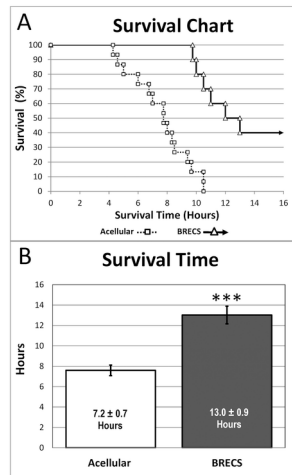 A
Survival Chart
100
90
80
70
60
50
40
30
20
10
0
Survival (%)
0 2 4 6 8 10 12 14 16
Survival Time (Hours)
Acellular BRECS
B
Survival Time
16
14
12
10
8
6
4
2
0
Hours
***
7.2 ± 0.7
Hours
13.0 ± 0.9
Hours
Acellular BRECS